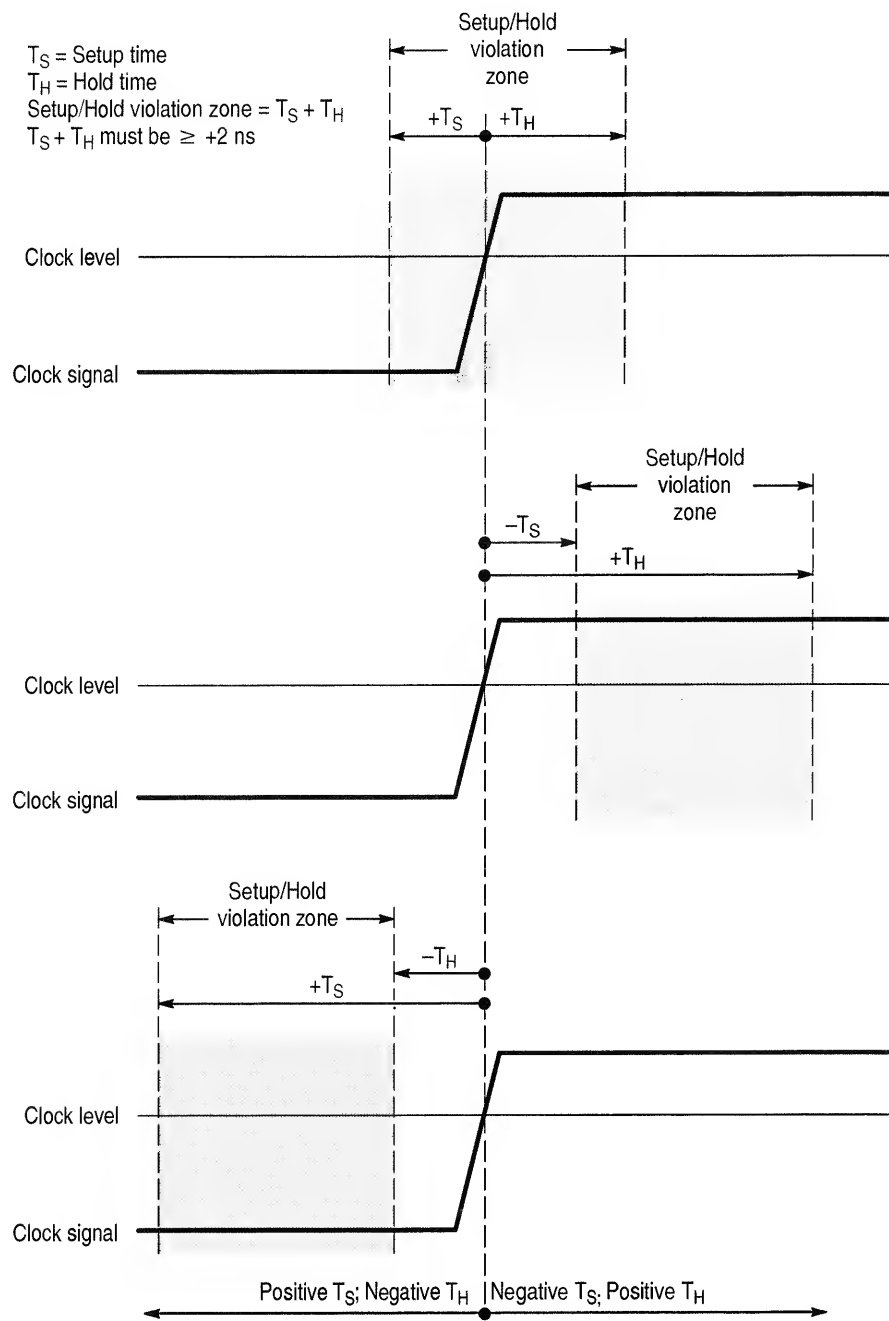 T_S = Setup time
T_H = Hold time
Setup/Hold violation zone = T_S + T_H
T_S + T_H must be ≥ +2 ns
Setup/Hold
violation
zone
+T_S
+T_H
Clock level
Clock signal
Setup/Hold
violation
zone
–T_S
+T_H
Clock level
Clock signal
Setup/Hold
violation zone
–T_H
+T_S
Clock level
Clock signal
Positive T_S; Negative T_H
Negative T_S; Positive T_H